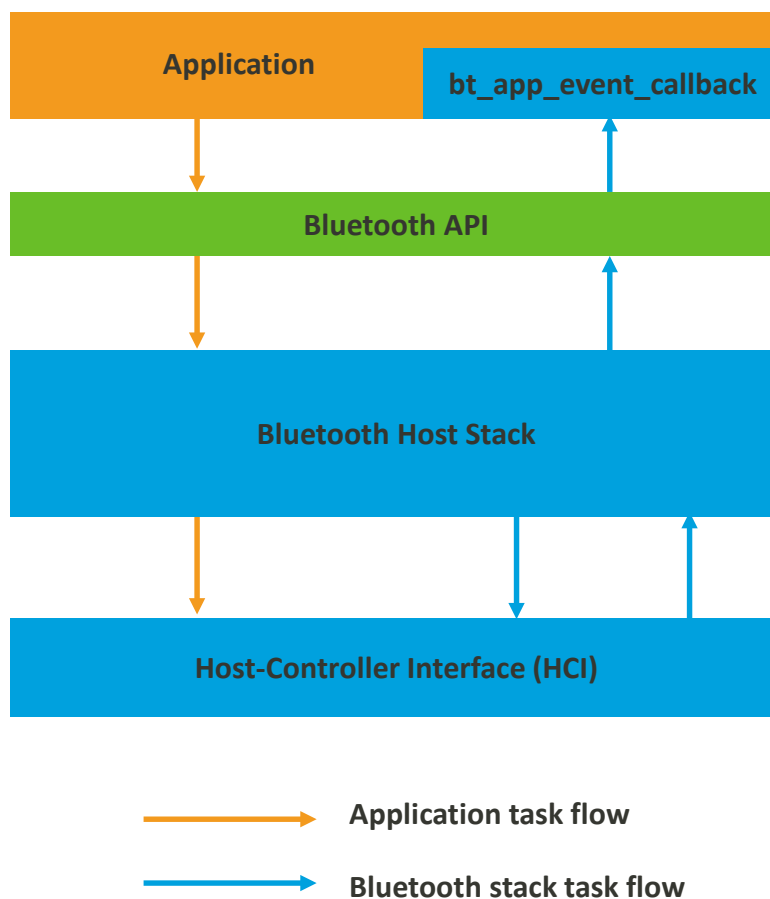 Application
bt_app_event_callback
Bluetooth API
Bluetooth Host Stack
Host-Controller Interface (HCI)
Application task flow
Bluetooth stack task flow